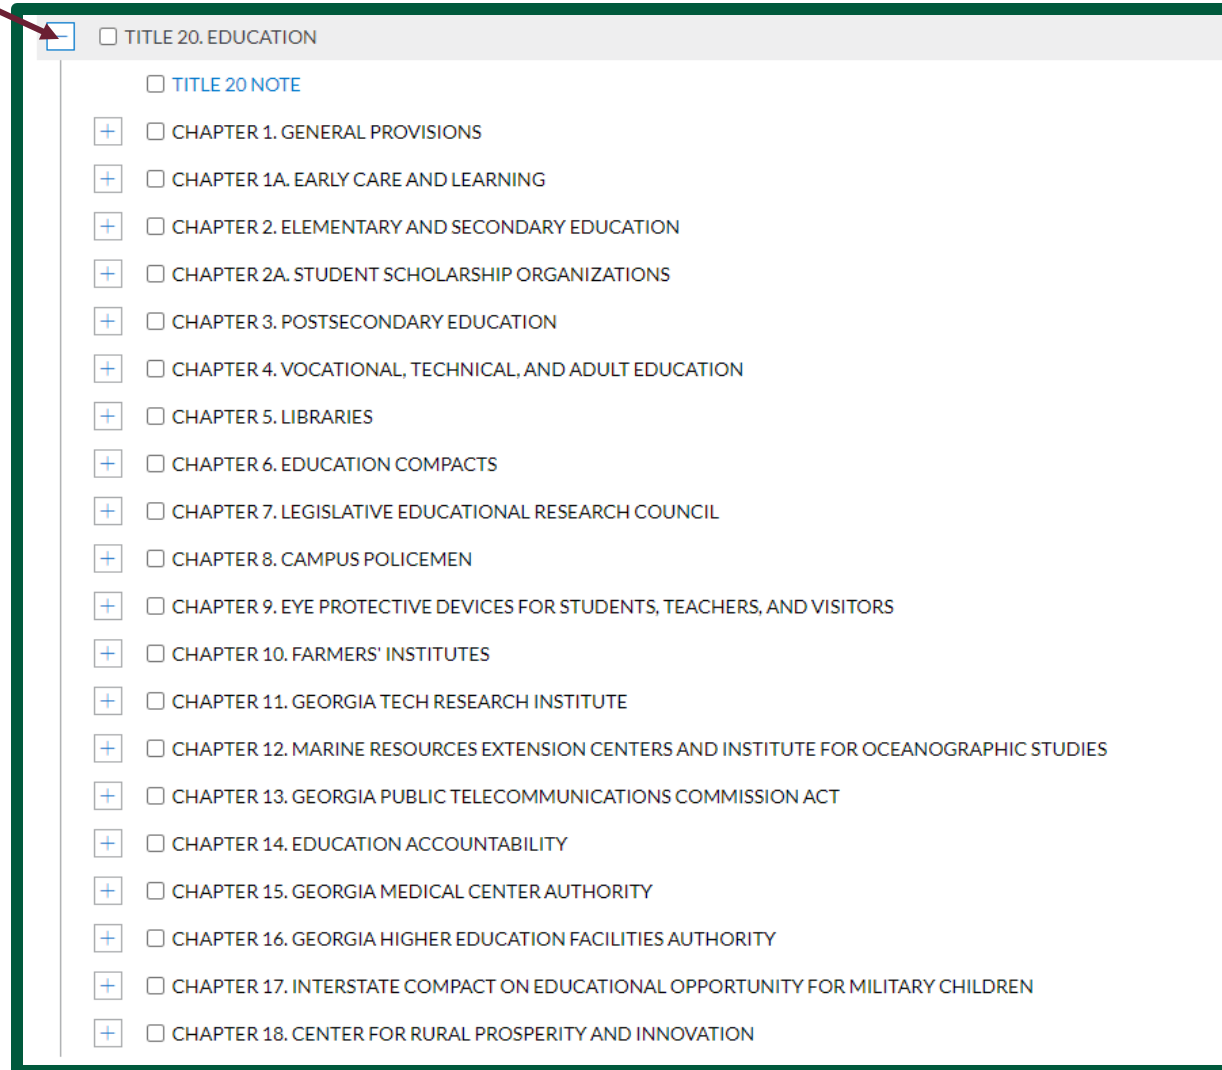 TITLE 20. EDUCATION
TITLE 20 NOTE
CHAPTER 1. GENERAL PROVISIONS
CHAPTER 1A. EARLY CARE AND LEARNING
CHAPTER 2. ELEMENTARY AND SECONDARY EDUCATION
CHAPTER 2A. STUDENT SCHOLARSHIP ORGANIZATIONS
CHAPTER 3. POSTSECONDARY EDUCATION
CHAPTER 4. VOCATIONAL, TECHNICAL, AND ADULT EDUCATION
CHAPTER 5. LIBRARIES
CHAPTER 6. EDUCATION COMPACTS
CHAPTER 7. LEGISLATIVE EDUCATIONAL RESEARCH COUNCIL
CHAPTER 8. CAMPUS POLICEMEN
CHAPTER 9. EYE PROTECTIVE DEVICES FOR STUDENTS, TEACHERS, AND VISITORS
CHAPTER 10. FARMERS' INSTITUTES
CHAPTER 11. GEORGIA TECH RESEARCH INSTITUTE
CHAPTER 12. MARINE RESOURCES EXTENSION CENTERS AND INSTITUTE FOR OCEANOGRAPHIC STUDIES
CHAPTER 13. GEORGIA PUBLIC TELECOMMUNICATIONS COMMISSION ACT
CHAPTER 14. EDUCATION ACCOUNTABILITY
CHAPTER 15. GEORGIA MEDICAL CENTER AUTHORITY
CHAPTER 16. GEORGIA HIGHER EDUCATION FACILITIES AUTHORITY
CHAPTER 17. INTERSTATE COMPACT ON EDUCATIONAL OPPORTUNITY FOR MILITARY CHILDREN
CHAPTER 18. CENTER FOR RURAL PROSPERITY AND INNOVATION